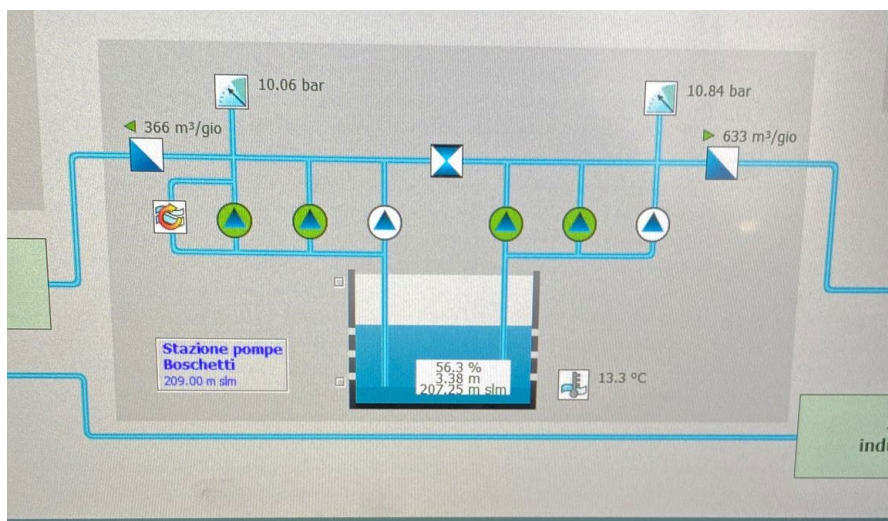 10.06 bar
10.84 bar
366 m³/gio
633 m³/gio
Stazione pompe
Boschetti
209.00 m slm
56.3 %
3.38 m
207.25 m slm
13.3 °C